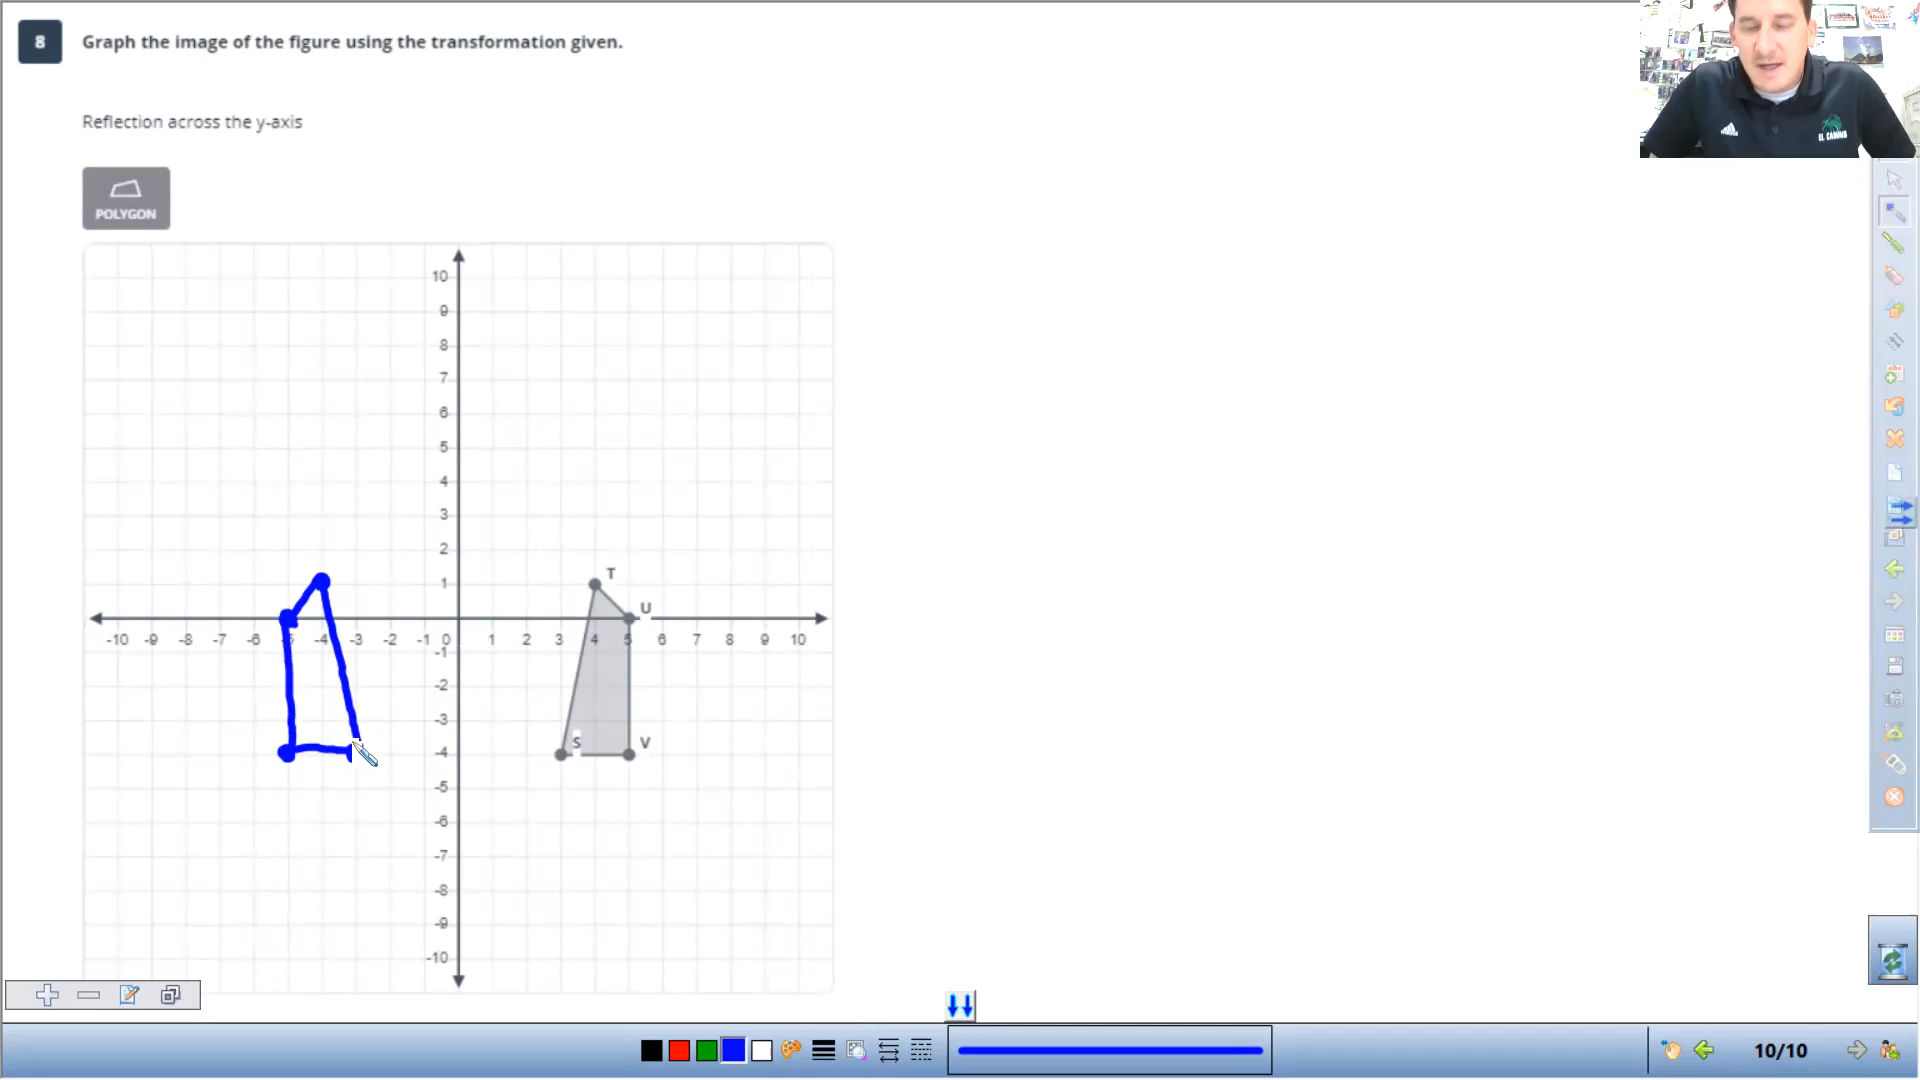 8 Graph the image of the figure using the transformation given.
Reflection across the y-axis
POLYGON
10
9
8
7
6
5
4
3
2
1
T
U
-10 -9 -8 -7 -6 -4 -3 -2 -1 0 1 2 3 4 5 6 7 8 9 10
-1
-2
-3
S V
-4
-5
-6
-7
-8
-9
-10
EL CAMINO
abc
10/10